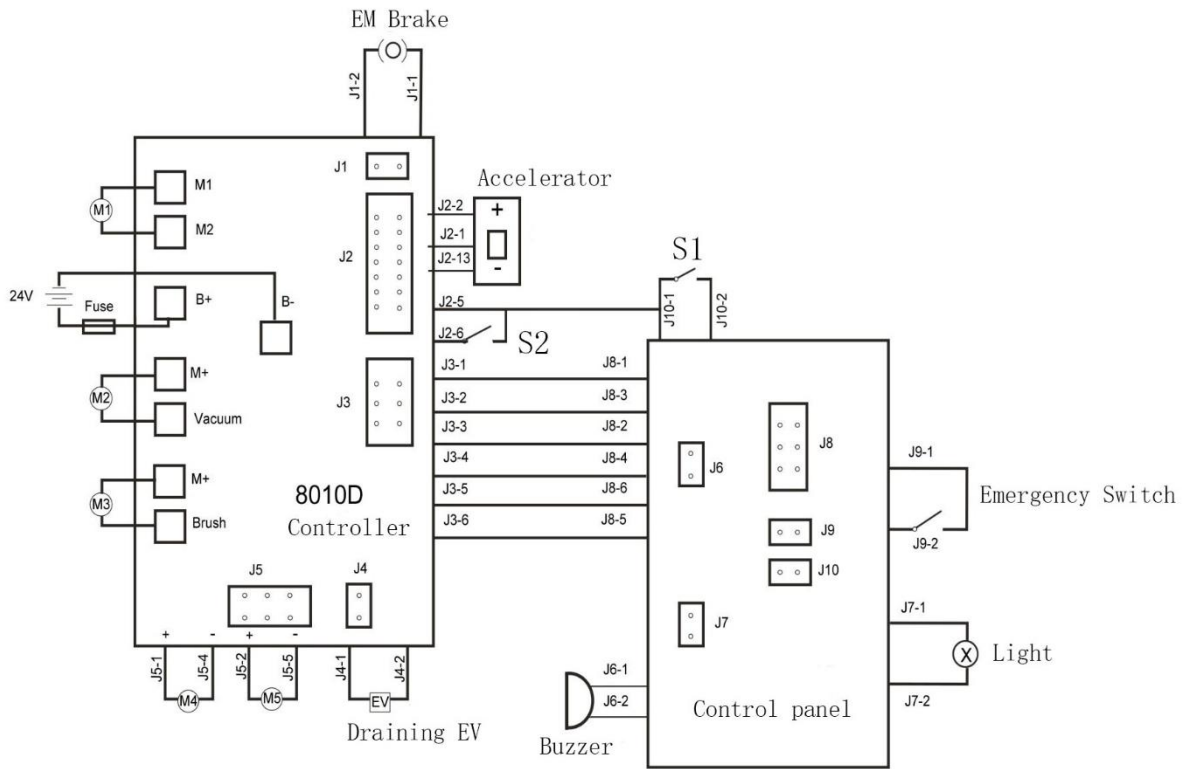 EM Brake
J1-2
J1-1
J1
M1
M1
M2
J2
J2-2
J2-1
J2-13
Accelerator
+
-
24V
Fuse
B+
B-
J2-5
J2-6
S2
S1
J10-1
J10-2
M2
M+
Vacuum
J3
J3-1
J8-1
J3-2
J8-3
J3-3
J8-2
J3-4
J8-4
J3-5
J8-6
J3-6
J8-5
M3
M+
Brush
8010D
Controller
J6
J8
J9
J10
J7
J9-1
J9-2
Emergency Switch
J7-1
J7-2
X
Light
J5
J4
+
-
+
-
J5-1
J5-4
J5-2
J5-5
J4-1
J4-2
M4
M5
EV
Draining EV
J6-1
J6-2
Buzzer
Control panel